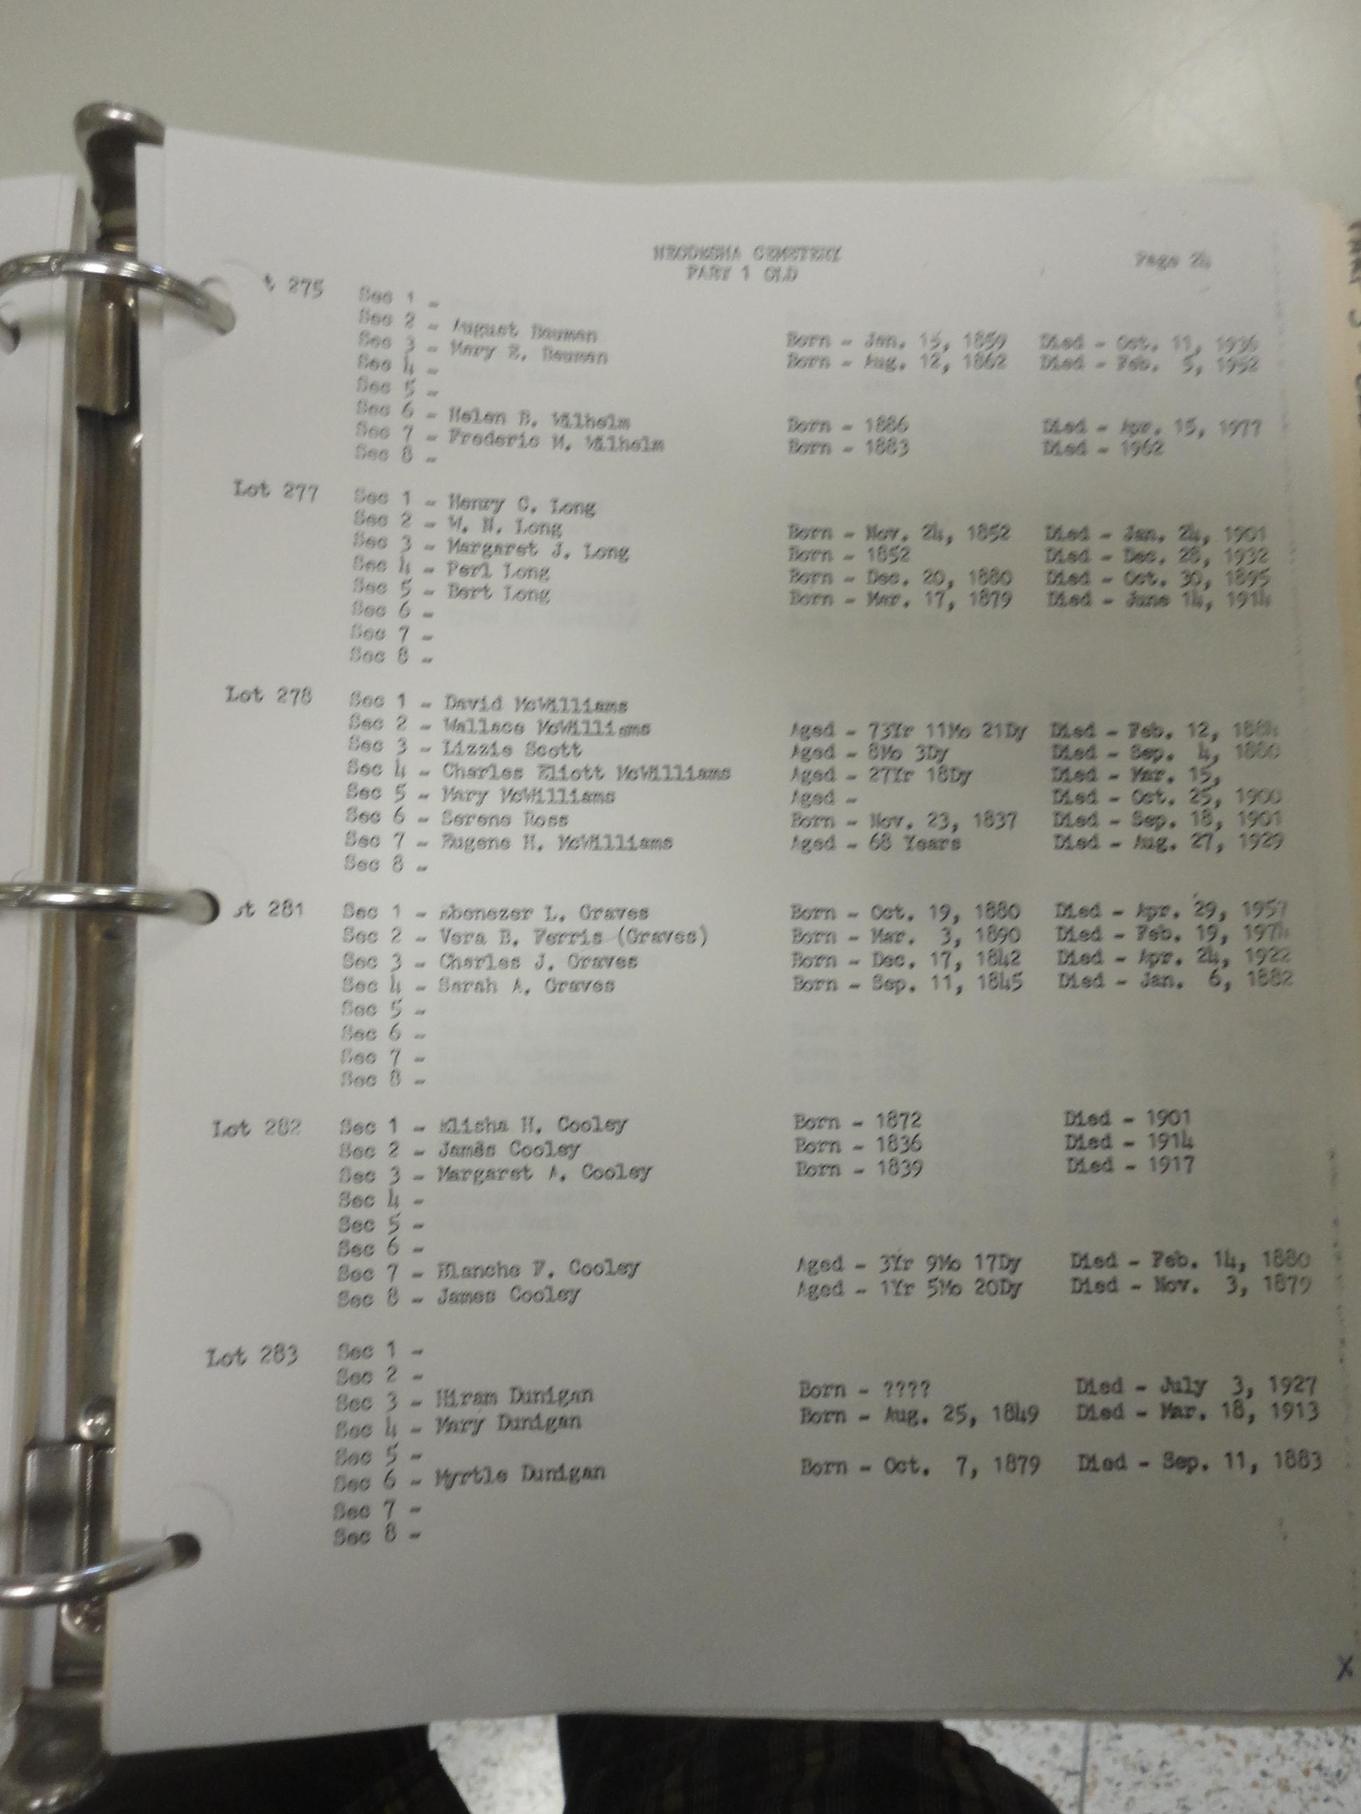 NEODESHA CEMETERY Page 24
PART 1 OLD
t 275 Sec 1 -
Sec 2 - August Bauman Born - Jan. 15, 1859 Died - Oct. 11, 1936
Sec 3 - Mary E. Bauman Born - Aug. 12, 1862 Died - Feb. 5, 1952
Sec 4 -
Sec 5 -
Sec 6 - Helen B. Wilhelm Born - 1886 Died - Apr. 15, 1977
Sec 7 - Frederic M. Wilhelm Born - 1883 Died - 1962
Sec 8 -
Lot 277 Sec 1 - Henry C. Long
Sec 2 - W. N. Long Born - Nov. 24, 1852 Died - Jan. 24, 1901
Sec 3 - Margaret J. Long Born - 1852 Died - Dec. 28, 1932
Sec 4 - Perl Long Born - Dec. 20, 1880 Died - Oct. 30, 1895
Sec 5 - Bert Long Born - Mar. 17, 1879 Died - June 14, 1914
Sec 6 -
Sec 7 -
Sec 8 -
Lot 278 Sec 1 - David McWilliams
Sec 2 - Wallace McWilliams Aged - 73Yr 11Mo 21Dy Died - Feb. 12,
Sec 3 - Lizzie Scott Aged - 8Mo 3Dy Died - Sep. 4, 1880
Sec 4 - Charles Eliott McWilliams Aged - 27Yr 18Dy Died - Mar. 15,
Sec 5 - Mary McWilliams Aged - Died - Oct. 25, 1900
Sec 6 - Serene Ross Born - Nov. 23, 1837 Died - Sep. 18, 1901
Sec 7 - Eugene H. McWilliams Aged - 68 Years Died - Aug. 27, 1929
Sec 8 -
ot 281 Sec 1 - Ebenezer L. Graves Born - Oct. 19, 1880 Died - Apr. 29, 1957
Sec 2 - Vera B. Ferris (Graves) Born - Mar. 3, 1890 Died - Feb. 19, 1974
Sec 3 - Charles J. Graves Born - Dec. 17, 1842 Died - Apr. 24, 1922
Sec 4 - Sarah A. Graves Born - Sep. 11, 1845 Died - Jan. 6, 1882
Sec 5 -
Sec 6 -
Sec 7 -
Sec 8 -
Lot 282 Sec 1 - Elisha H. Cooley Born - 1872 Died - 1901
Sec 2 - James Cooley Born - 1836 Died - 1914
Sec 3 - Margaret A. Cooley Born - 1839 Died - 1917
Sec 4 -
Sec 5 -
Sec 6 -
Sec 7 - Blanche F. Cooley Aged - 3Yr 9Mo 17Dy Died - Feb. 14, 1880
Sec 8 - James Cooley Aged - 1Yr 5Mo 20Dy Died - Nov. 3, 1879
Lot 283 Sec 1 -
Sec 2 -
Sec 3 - Hiram Dunigan Born - ???? Died - July 3, 1927
Sec 4 - Mary Dunigan Born - Aug. 25, 1849 Died - Mar. 18, 1913
Sec 5 -
Sec 6 - Myrtle Dunigan Born - Oct. 7, 1879 Died - Sep. 11, 1883
Sec 7 -
Sec 8 -
X